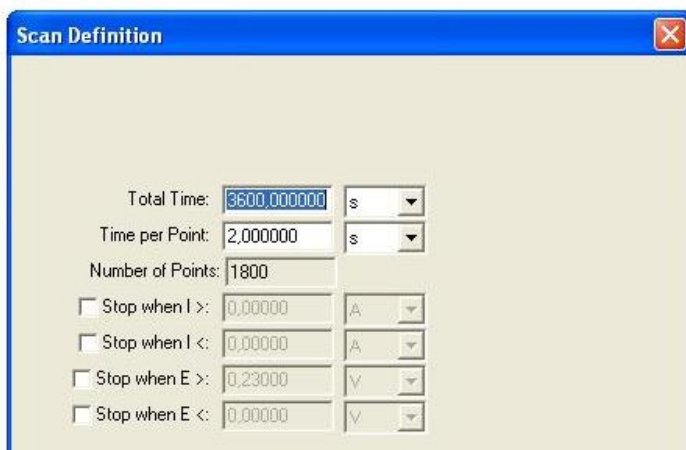 Scan Definition
Total Time: 3600,000000 s
Time per Point: 2,000000 s
Number of Points: 1800
Stop when I >: 0,00000 A
Stop when I <: 0,00000 A
Stop when E >: 0,23000 V
Stop when E <: 0,00000 V